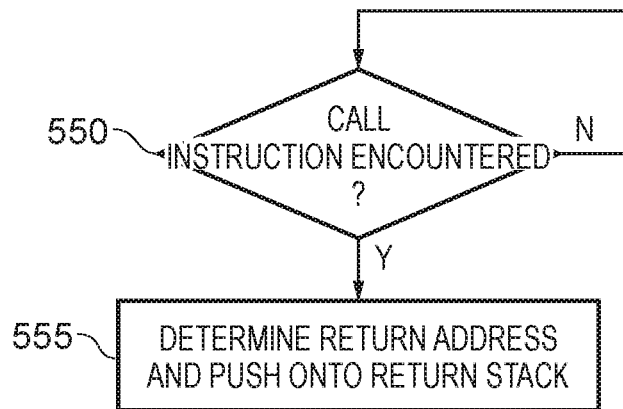 CALL
550
INSTRUCTION ENCOUNTERED
N
?
Y
555
DETERMINE RETURN ADDRESS
AND PUSH ONTO RETURN STACK